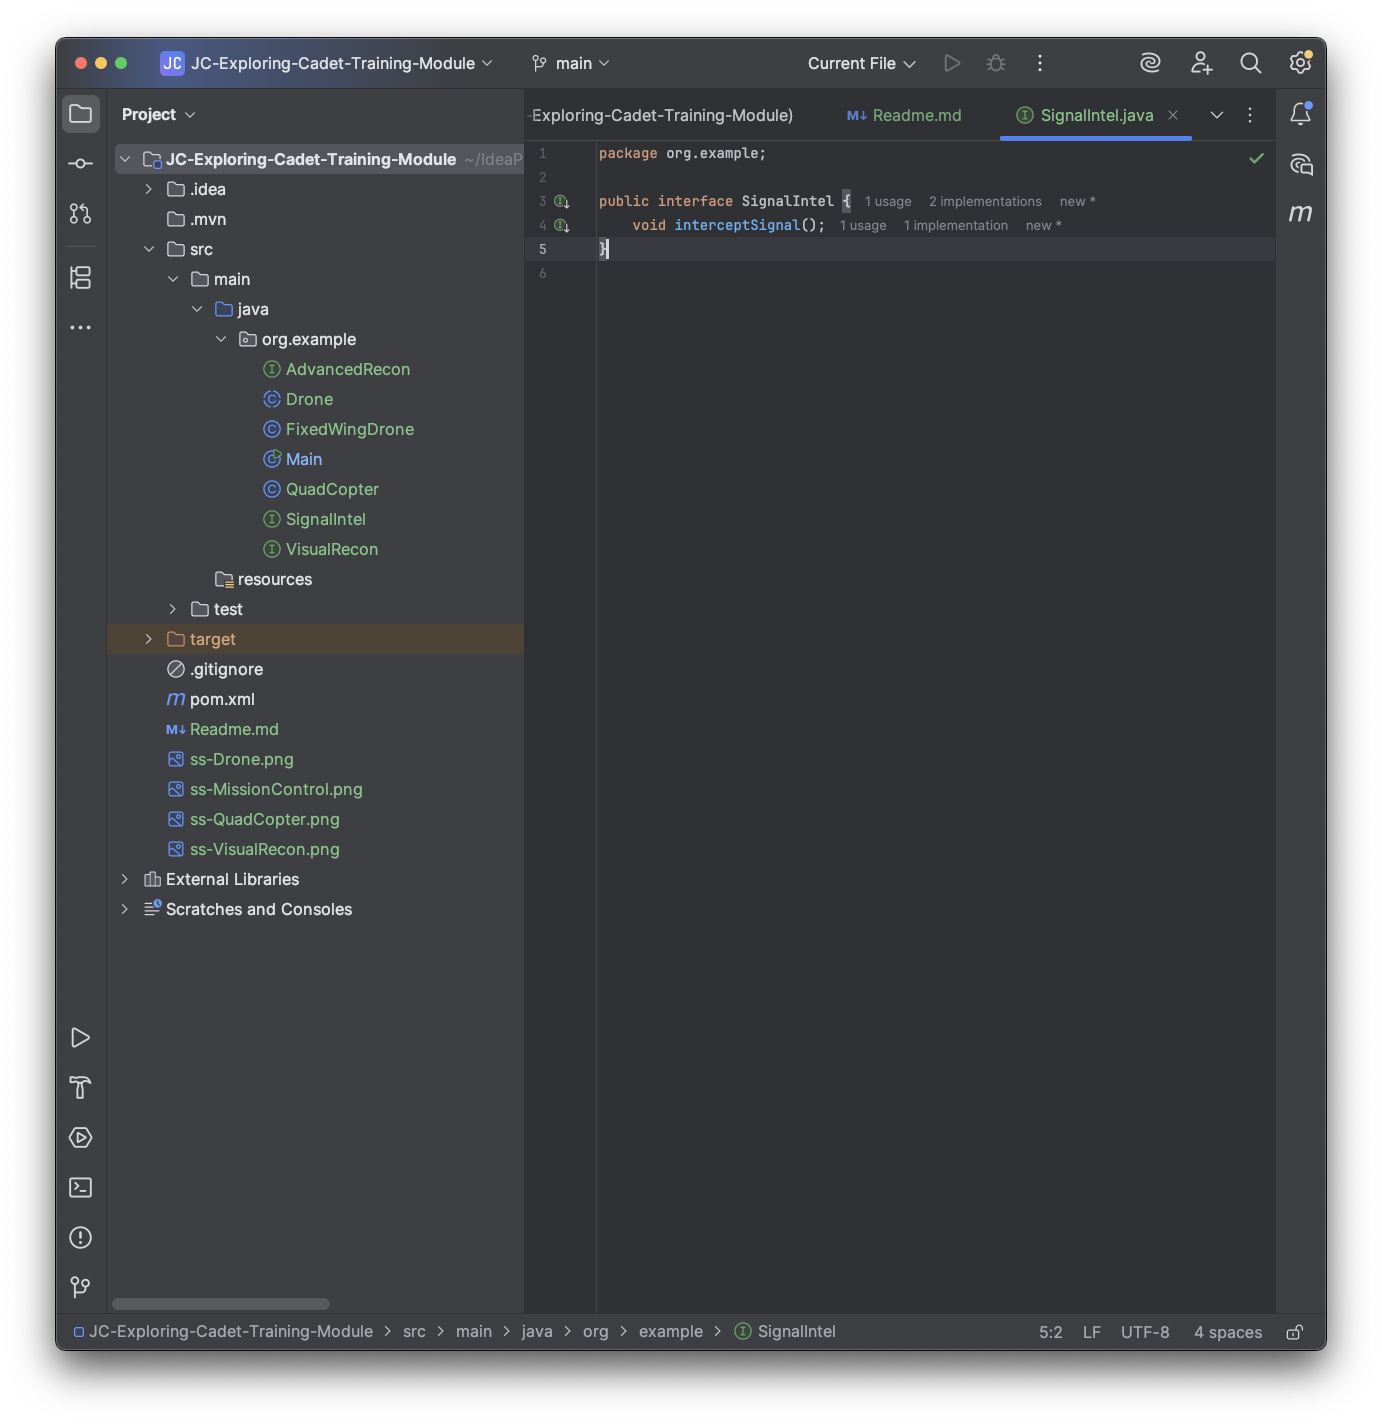 JC JC-Exploring-Cadet-Training-Module main Current File
Project
-Exploring-Cadet-Training-Module) Readme.md SignalIntel.java
JC-Exploring-Cadet-Training-Module ~/IdeaP
.idea
.mvn
src
main
java
org.example
AdvancedRecon
Drone
FixedWingDrone
Main
QuadCopter
SignalIntel
VisualRecon
resources
test
target
.gitignore
pom.xml
Readme.md
ss-Drone.png
ss-MissionControl.png
ss-QuadCopter.png
ss-VisualRecon.png
External Libraries
Scratches and Consoles
1 package org.example;
2
3 public interface SignalIntel { 1 usage 2 implementations new *
4 void interceptSignal(); 1 usage 1 implementation new *
5 }
6
JC-Exploring-Cadet-Training-Module > src > main > java > org > example > SignalIntel 5:2 LF UTF-8 4 spaces